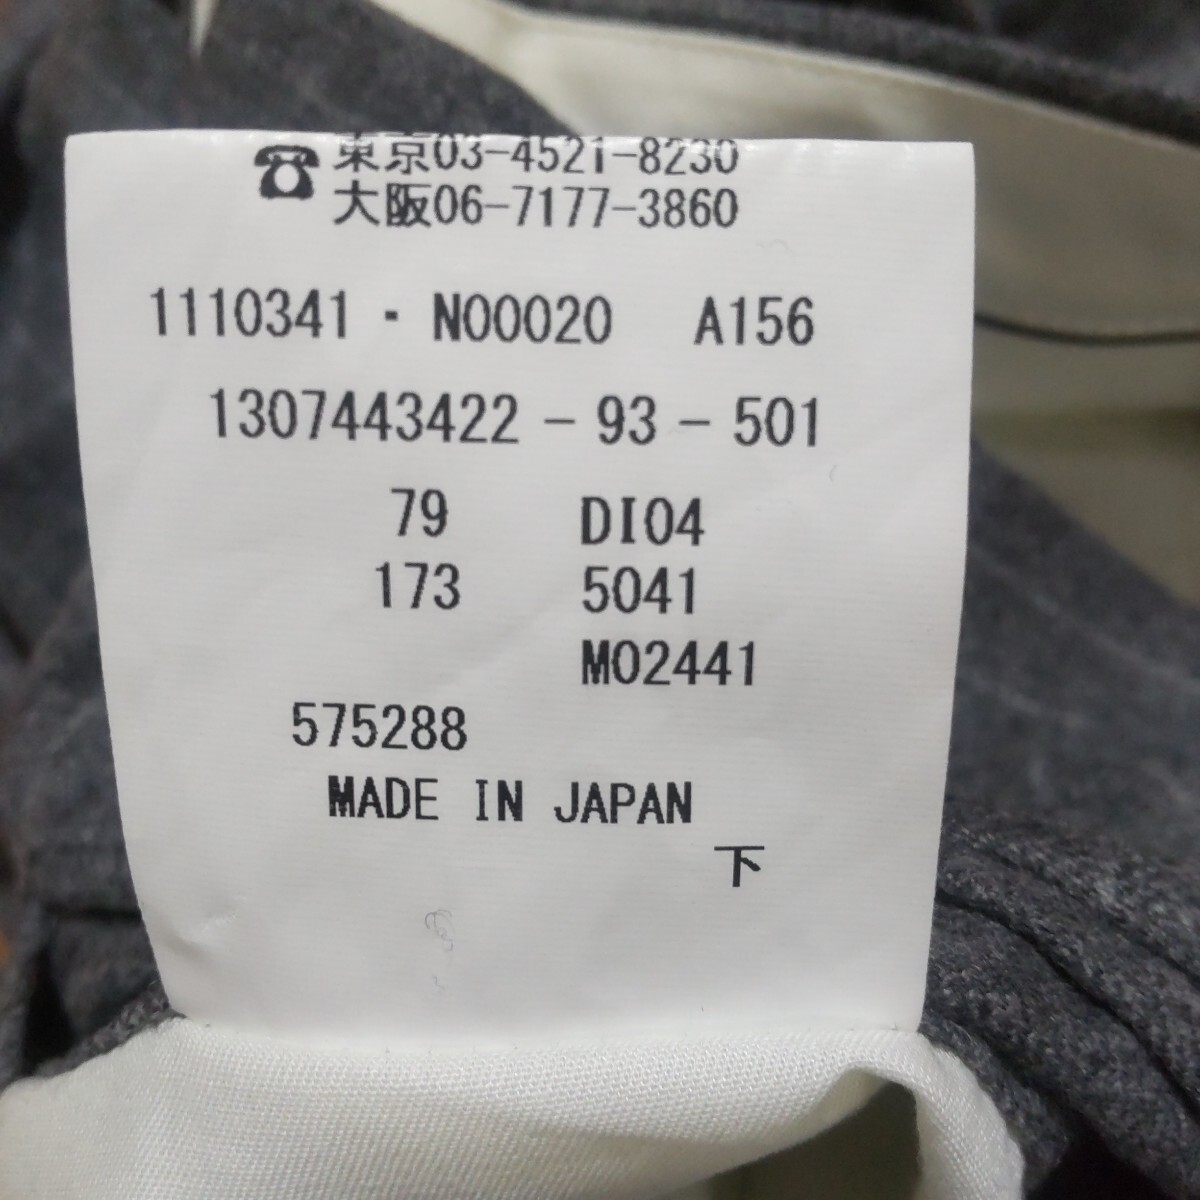 ☎ 東京03-4521-8230
大阪06-7177-3860
1110341・N00020 A156
1307443422-93-501
79 DI04
173 5041
M02441
575288
MADE IN JAPAN
下